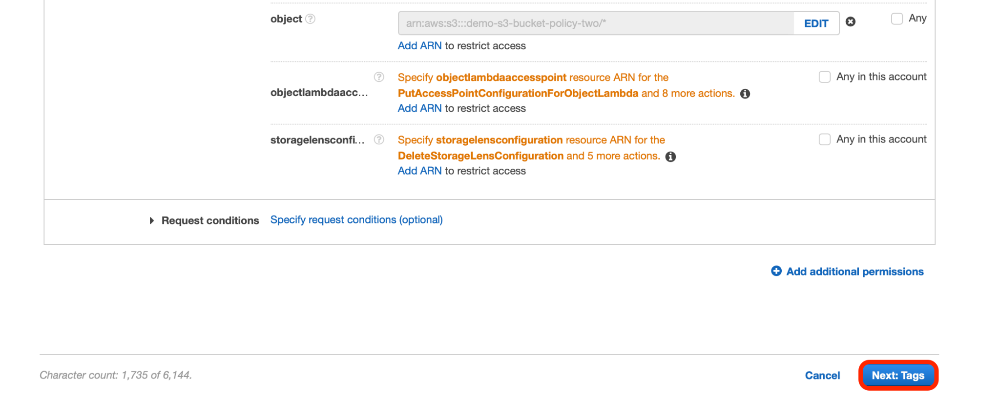 object
arn:aws:s3:::demo-s3-bucket-policy-two/*
EDIT
Any
Add ARN to restrict access
objectlambdaacc...
Specify objectlambdaaccesspoint resource ARN for the
PutAccessPointConfigurationForObjectLambda and 8 more actions.
Add ARN to restrict access
Any in this account
storagelensconfi...
Specify storagelensconfiguration resource ARN for the
DeleteStorageLensConfiguration and 5 more actions.
Add ARN to restrict access
Any in this account
Request conditions
Specify request conditions (optional)
Add additional permissions
Character count: 1,735 of 6,144.
Cancel
Next: Tags